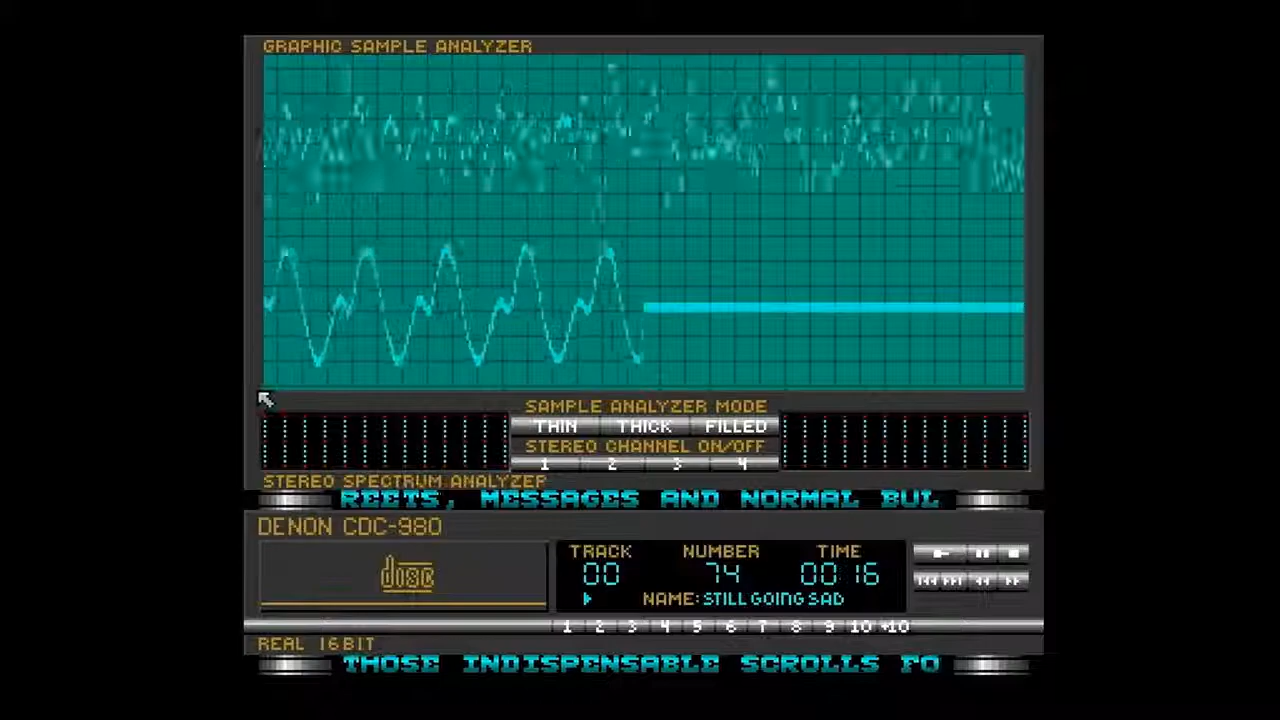 GRAPHIC SAMPLE ANALYZER
SAMPLE ANALYZER MODE
THIN THICK FILLED
STEREO CHANNEL ON/OFF
1 2 3 4
STEREO SPECTRUM ANALYZER
REETS, MESSAGES AND NORMAL BUL
DENON CDC-980
disc
TRACK NUMBER TIME
00 74 00:16
NAME:STILL GOING SAD
1 2 3 4 5 6 7 8 9 10 +10
REAL 16BIT
THOSE INDISPENSABLE SCROLLS FO